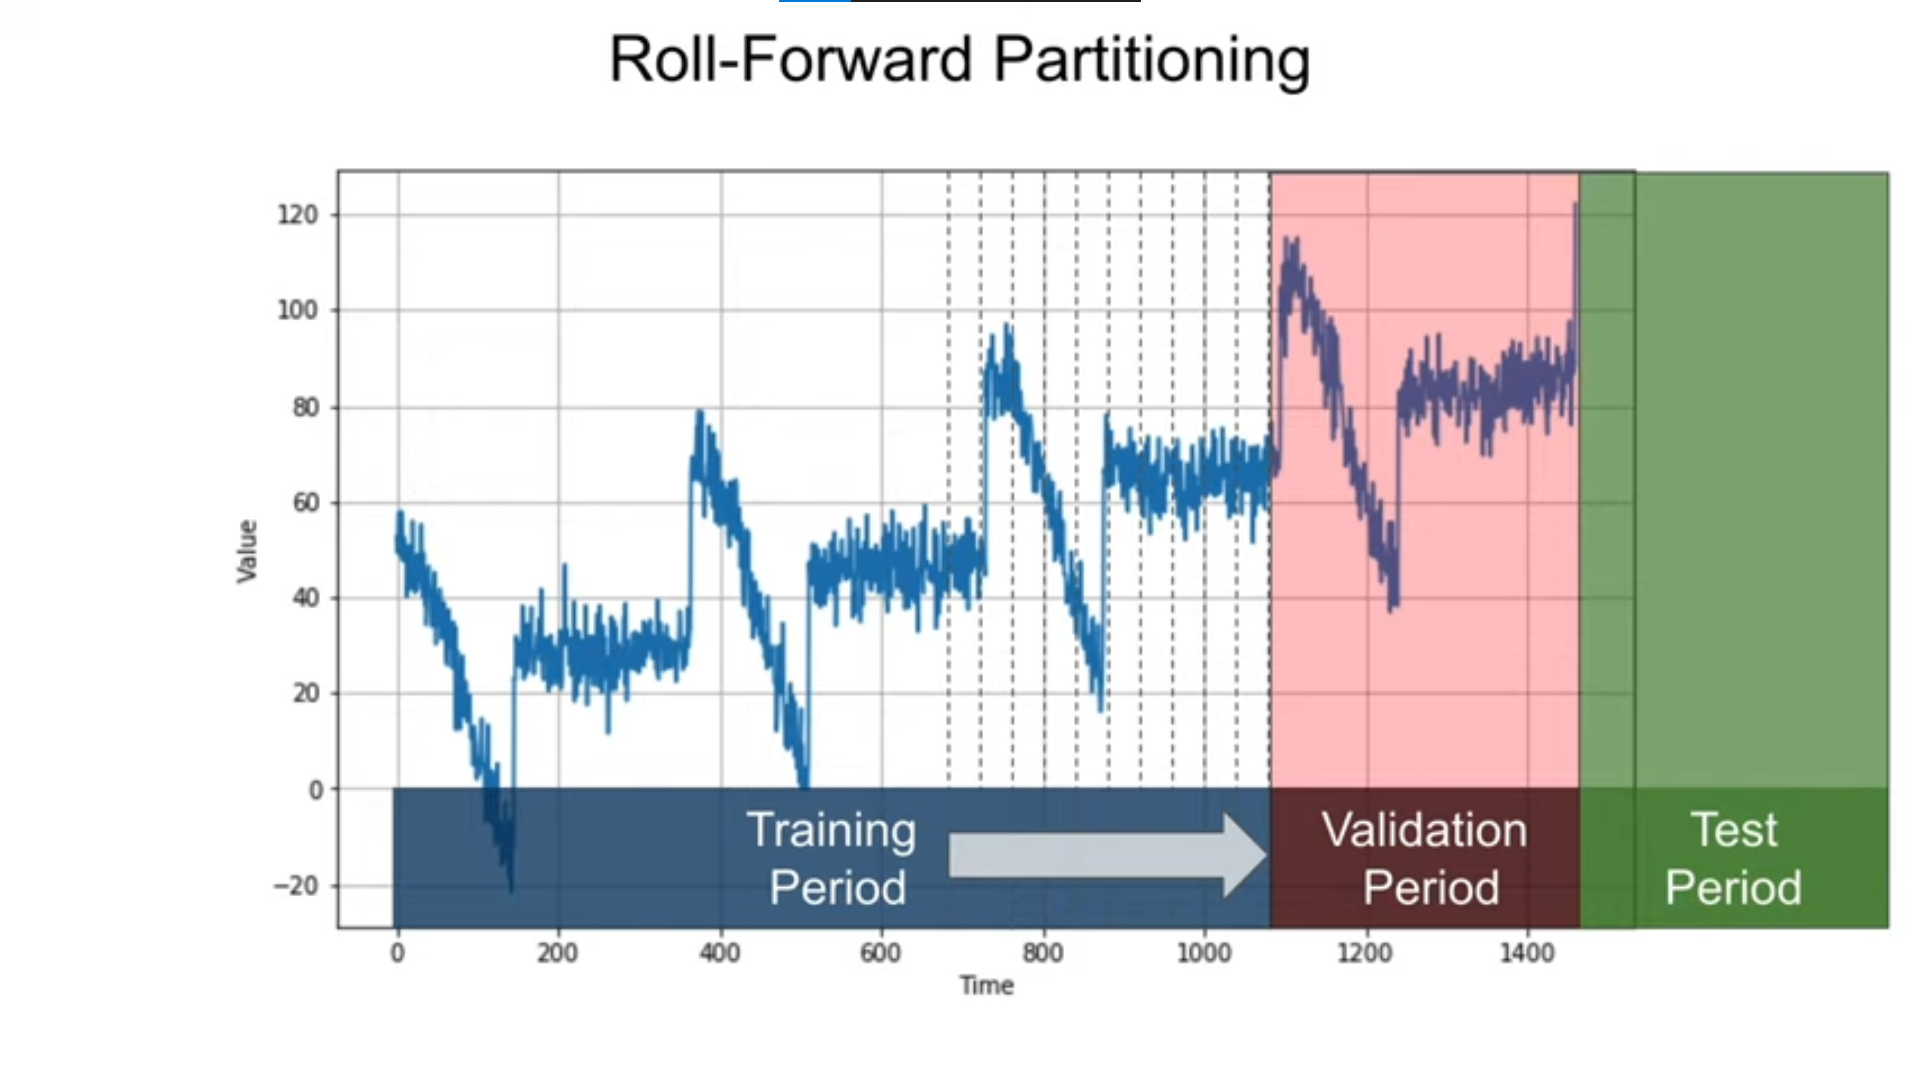 Roll-Forward Partitioning
120
100
80
60
40
20
0
−20
Value
Training
Period
Validation
Period
Test
Period
0 200 400 600 800 1000 1200 1400
Time